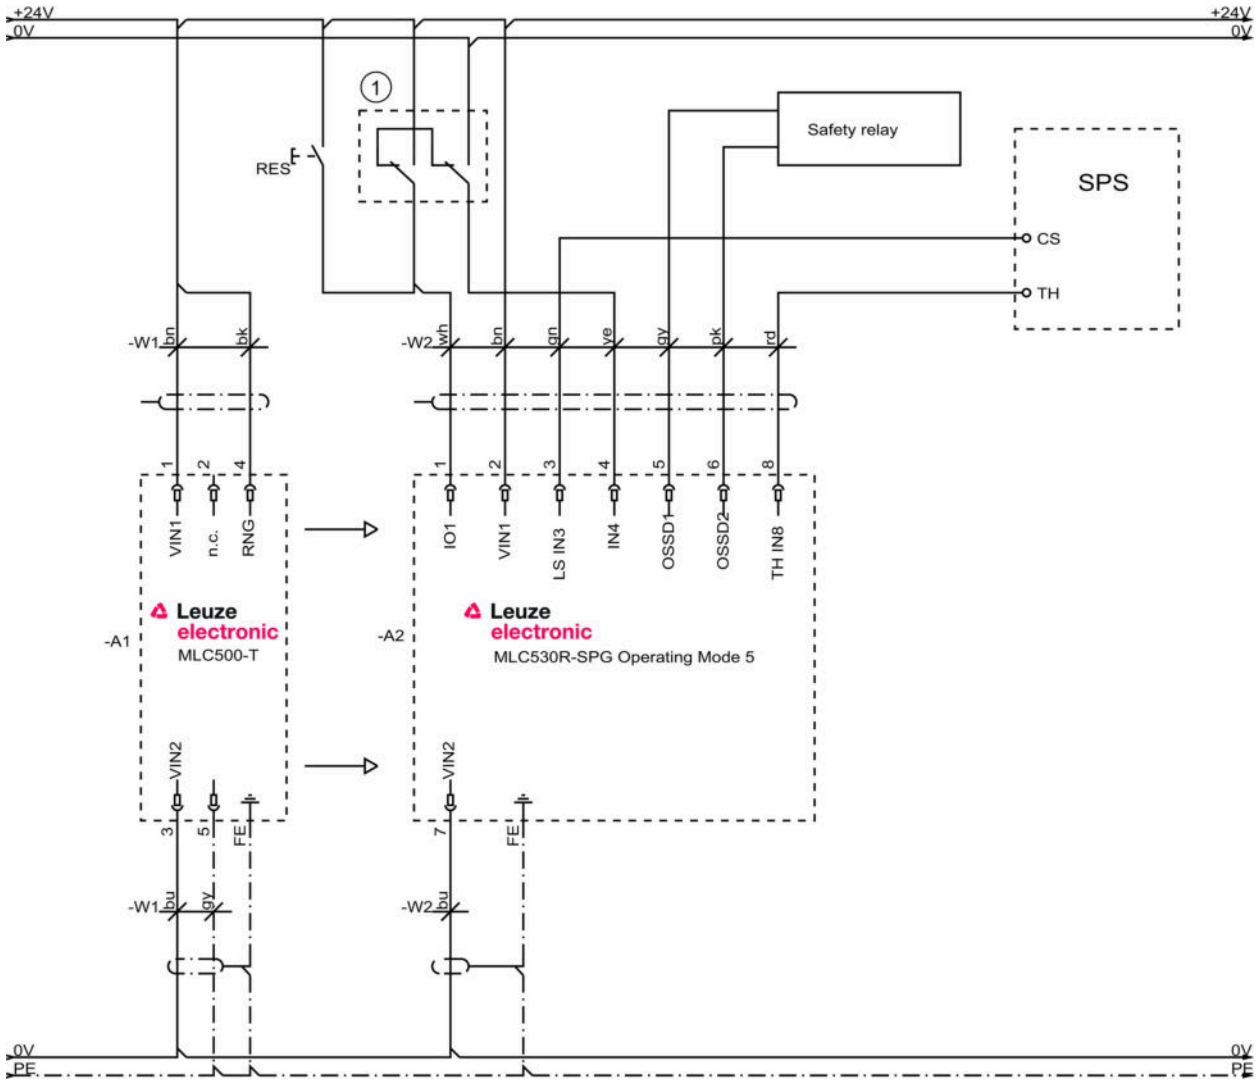 +24V
+24V
0V
0V
1
Safety relay
RES
SPS
CS
TH
-W1
bn
bk
-W2
wh
bn
gn
ye
gy
pk
rd
1
2
4
1
2
3
4
5
6
8
VIN1
n.c.
RNG
IO1
VIN1
LS IN3
IN4
OSSD1
OSSD2
TH IN8
-A1
Leuze
electronic
MLC500-T
-A2
Leuze
electronic
MLC530R-SPG Operating Mode 5
VIN2
VIN2
3
5
FE
7
FE
-W1
bu
gy
-W2
bu
0V
0V
PE
PE